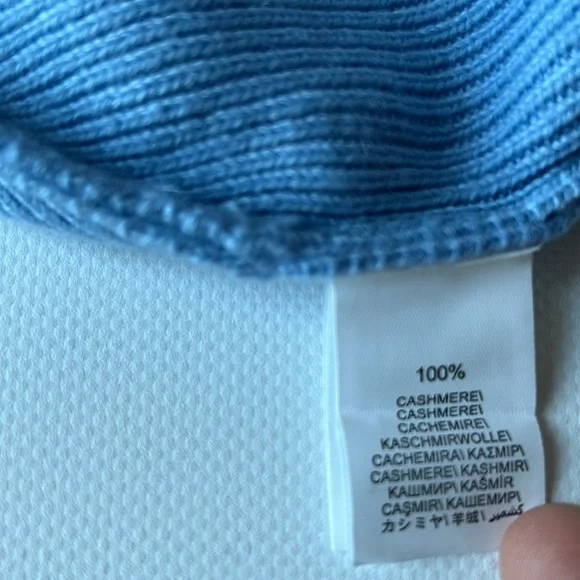 100%
CASHMERE\
CASHMERE\
CACHEMIRE\
KASCHMIRWOLLE\
CACHEMIRA\ ΚΑΣΜΙΡ\
CASHMERE\ KASHMIR\
КАШМИР\ KAŠMÍR
CAŞMIR\ КАШЕМИР\
カシミヤ\ 羊绒\ كشمير